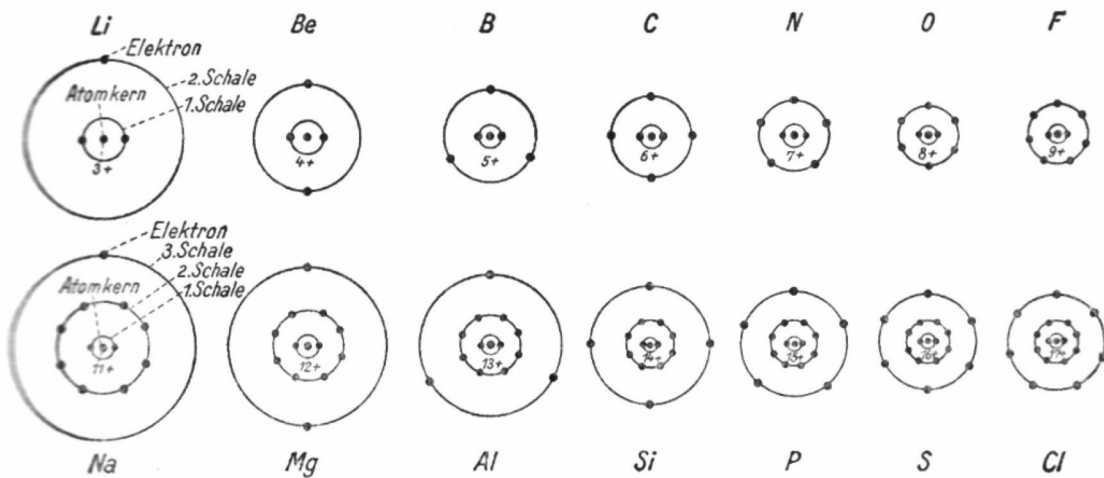 Li Be B C N O F
Elektron
2.Schale
Atomkern
1.Schale
3+ 4+ 5+ 6+ 7+ 8+ 9+
Elektron
3.Schale
2.Schale
Atomkern
1.Schale
11+ 12+ 13+ 14+ 15+ 16+ 17+
Na Mg Al Si P S Cl